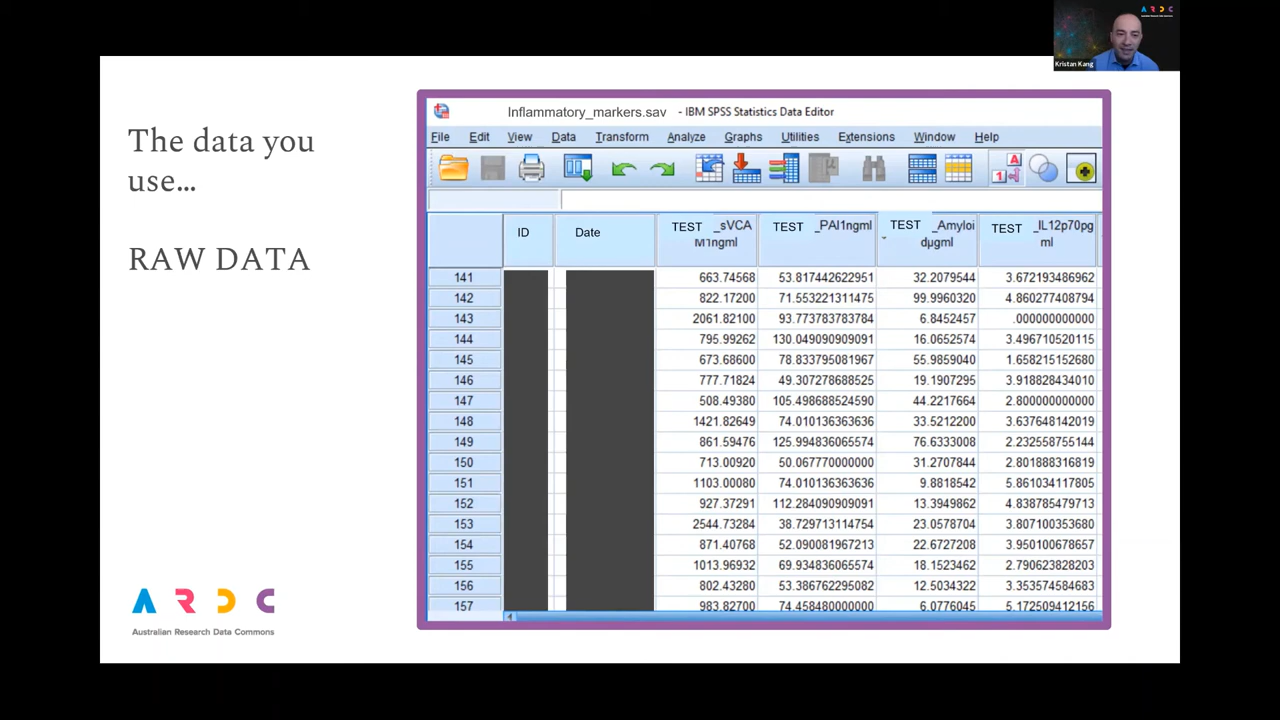 A R D C
Kristan Kang
The data you
use...
RAW DATA
A R D C
Australian Research Data Commons
Inflammatory_markers.sav - IBM SPSS Statistics Data Editor
File Edit View Data Transform Analyze Graphs Utilities Extensions Window Help
ID Date TEST _sVCA TEST _PAI1ngml TEST _Amyloi TEST _IL12p70pg
M1ngml dµgml ml
141 663.74568 53.817442622951 32.2079544 3.672193486962
142 822.17200 71.553221311475 99.9960320 4.860277408794
143 2061.82100 93.773783783784 6.8452457 .000000000000
144 795.99262 130.049090909091 16.0652574 3.496710520115
145 673.68600 78.833795081967 55.9859040 1.658215152680
146 777.71824 49.307278688525 19.1907295 3.918828434010
147 508.49380 105.498688524590 44.2217664 2.800000000000
148 1421.82649 74.010136363636 33.5212200 3.637648142019
149 861.59476 125.994836065574 76.6333008 2.232558755144
150 713.00920 50.067770000000 31.2707844 2.801888316819
151 1103.00080 74.010136363636 9.8818542 5.861034117805
152 927.37291 112.284090909091 13.3949862 4.838785479713
153 2544.73284 38.729713114754 23.0578704 3.807100353680
154 871.40768 52.090081967213 22.6727208 3.950100678657
155 1013.96932 69.934836065574 18.1523462 2.790623828203
156 802.43280 53.386762295082 12.5034322 3.353574584683
157 983.82700 74.458480000000 6.0776045 5.172509412156